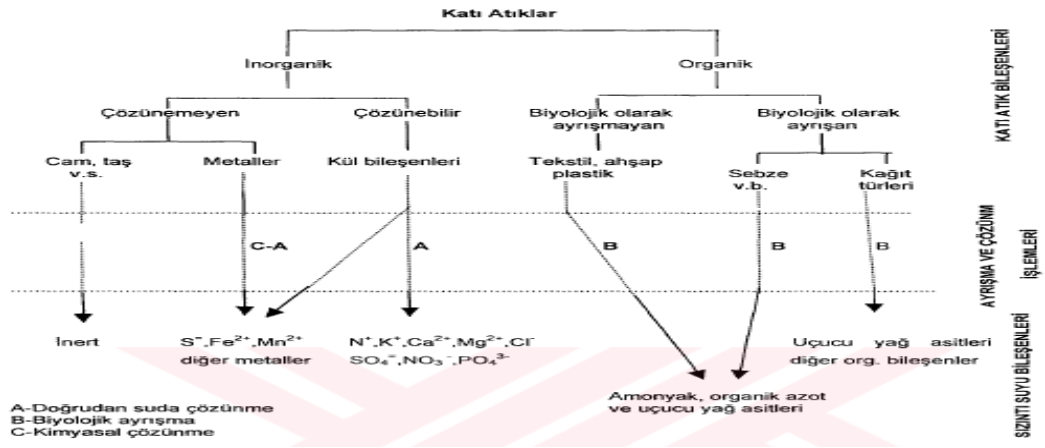 Katı Atıklar
İnorganik
Organik
Çözünemeyen
Çözünebilir
Biyolojik olarak
ayrışmayan
Biyolojik olarak
ayrışan
Cam, taş
v.s.
Metaller
Kül bileşenleri
Tekstil, ahşap
plastik
Sebze
v.b.
Kağıt
türleri
KATI ATIK BİLEŞENLERİ
C-A
A
B
B
B
AYRIŞMA VE ÇÖZÜNM
İŞLEMLERİ
İnert
S⁻,Fe²⁺,Mn²⁺
diğer metaller
N⁺,K⁺,Ca²⁺,Mg²⁺,Cl⁻
SO₄⁼,NO₃⁻,PO₄³⁻
Uçucu yağ asitleri
diğer org. bileşenler
Amonyak, organik azot
ve uçucu yağ asitleri
SIZINTI SUYU BİLEŞENLERİ
A-Doğrudan suda çözünme
B-Biyolojik ayrışma
C-Kimyasal çözünme